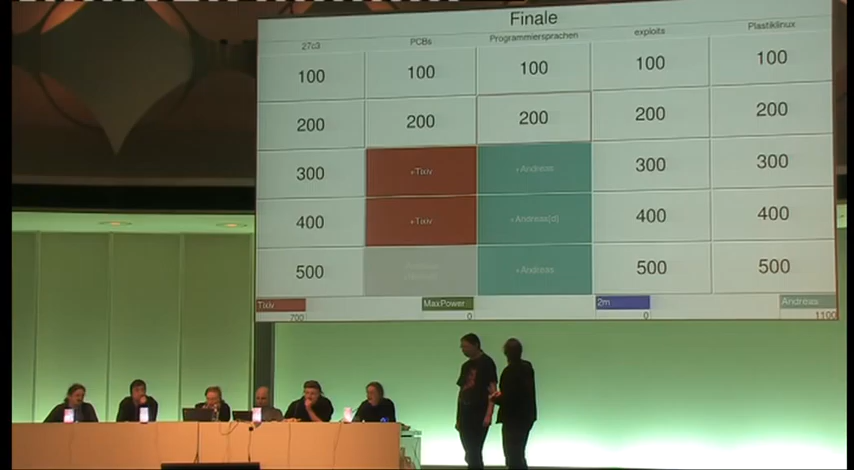 Finale
27c3 PCBs Programmiersprachen exploits Plastiklinux
100 100 100 100 100
200 200 200 200 200
300 +Tixiv +Andreas 300 300
400 +Tixiv +Andreas[d] 400 400
500 +Andreas 500 500
Tixiv MaxPower 2m Andreas
700 0 0 1100